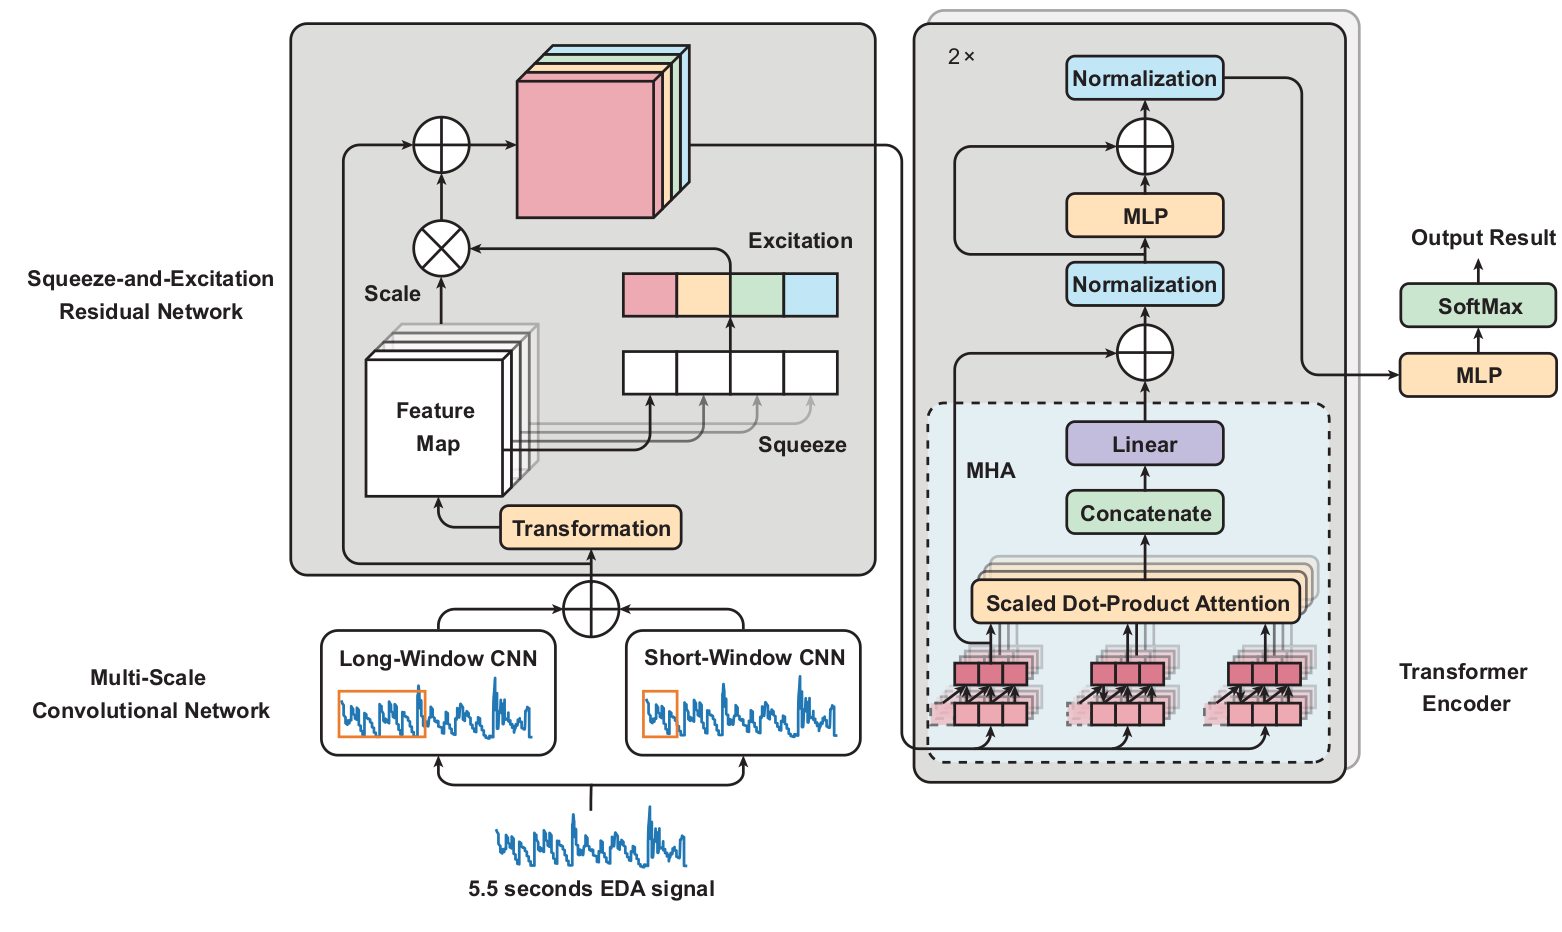 2×
Normalization
MLP
Normalization
Linear
MHA
Concatenate
Scaled Dot-Product Attention
Transformer
Encoder
Output Result
SoftMax
MLP
Squeeze-and-Excitation
Residual Network
Excitation
Scale
Feature
Map
Squeeze
Transformation
Multi-Scale
Convolutional Network
Long-Window CNN
Short-Window CNN
5.5 seconds EDA signal